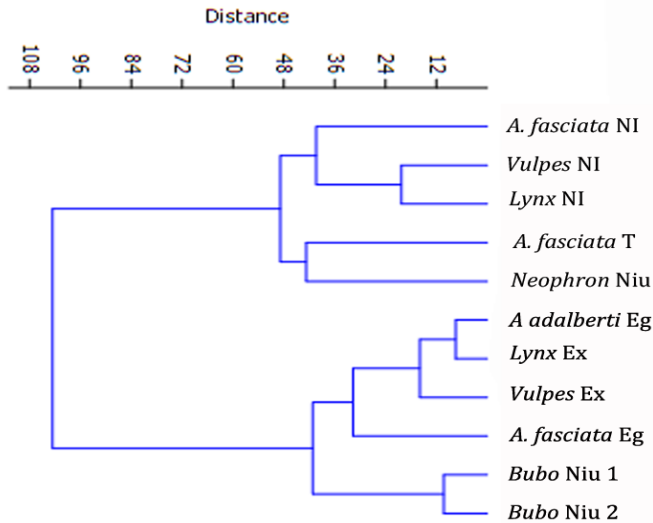 Distance
108 96 84 72 60 48 36 24 12
A. fasciata NI
Vulpes NI
Lynx NI
A. fasciata T
Neophron Niu
A adalberti Eg
Lynx Ex
Vulpes Ex
A. fasciata Eg
Bubo Niu 1
Bubo Niu 2